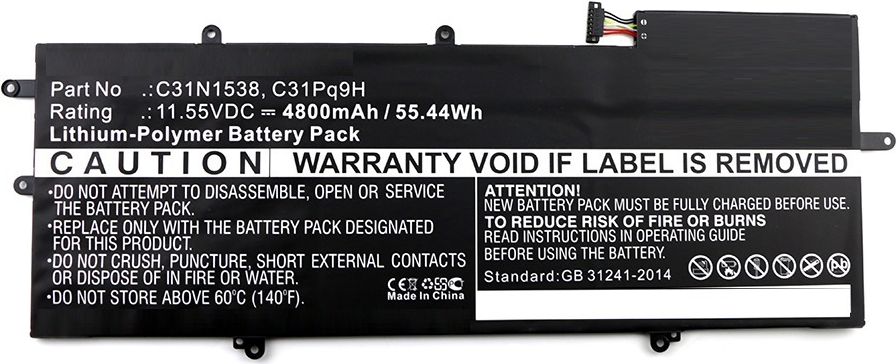 Part No .: C31N1538, C31Pq9H
Rating .: 11.55VDC ⎓ 4800mAh / 55.44Wh
Lithium-Polymer Battery Pack
CAUTION WARRANTY VOID IF LABEL IS REMOVED
•DO NOT ATTEMPT TO DISASSEMBLE, OPEN OR SERVICE
THE BATTERY PACK.
•REPLACE ONLY WITH THE BATTERY PACK DESIGNATED
FOR THIS PRODUCT.
•DO NOT CRUSH, PUNCTURE, SHORT EXTERNAL CONTACTS
OR DISPOSE OF IN FIRE OR WATER.
•DO NOT STORE ABOVE 60°C (140°F).
CE FC
Made In China
ATTENTION!
NEW BATTERY PACK MUST BE FULLY CHARGED BEFORE USE.
TO REDUCE RISK OF FIRE OR BURNS
READ INSTRUCTIONS IN OPERATING GUIDE
BEFORE USING THE BATTERY.
Standard:GB 31241-2014
Pb